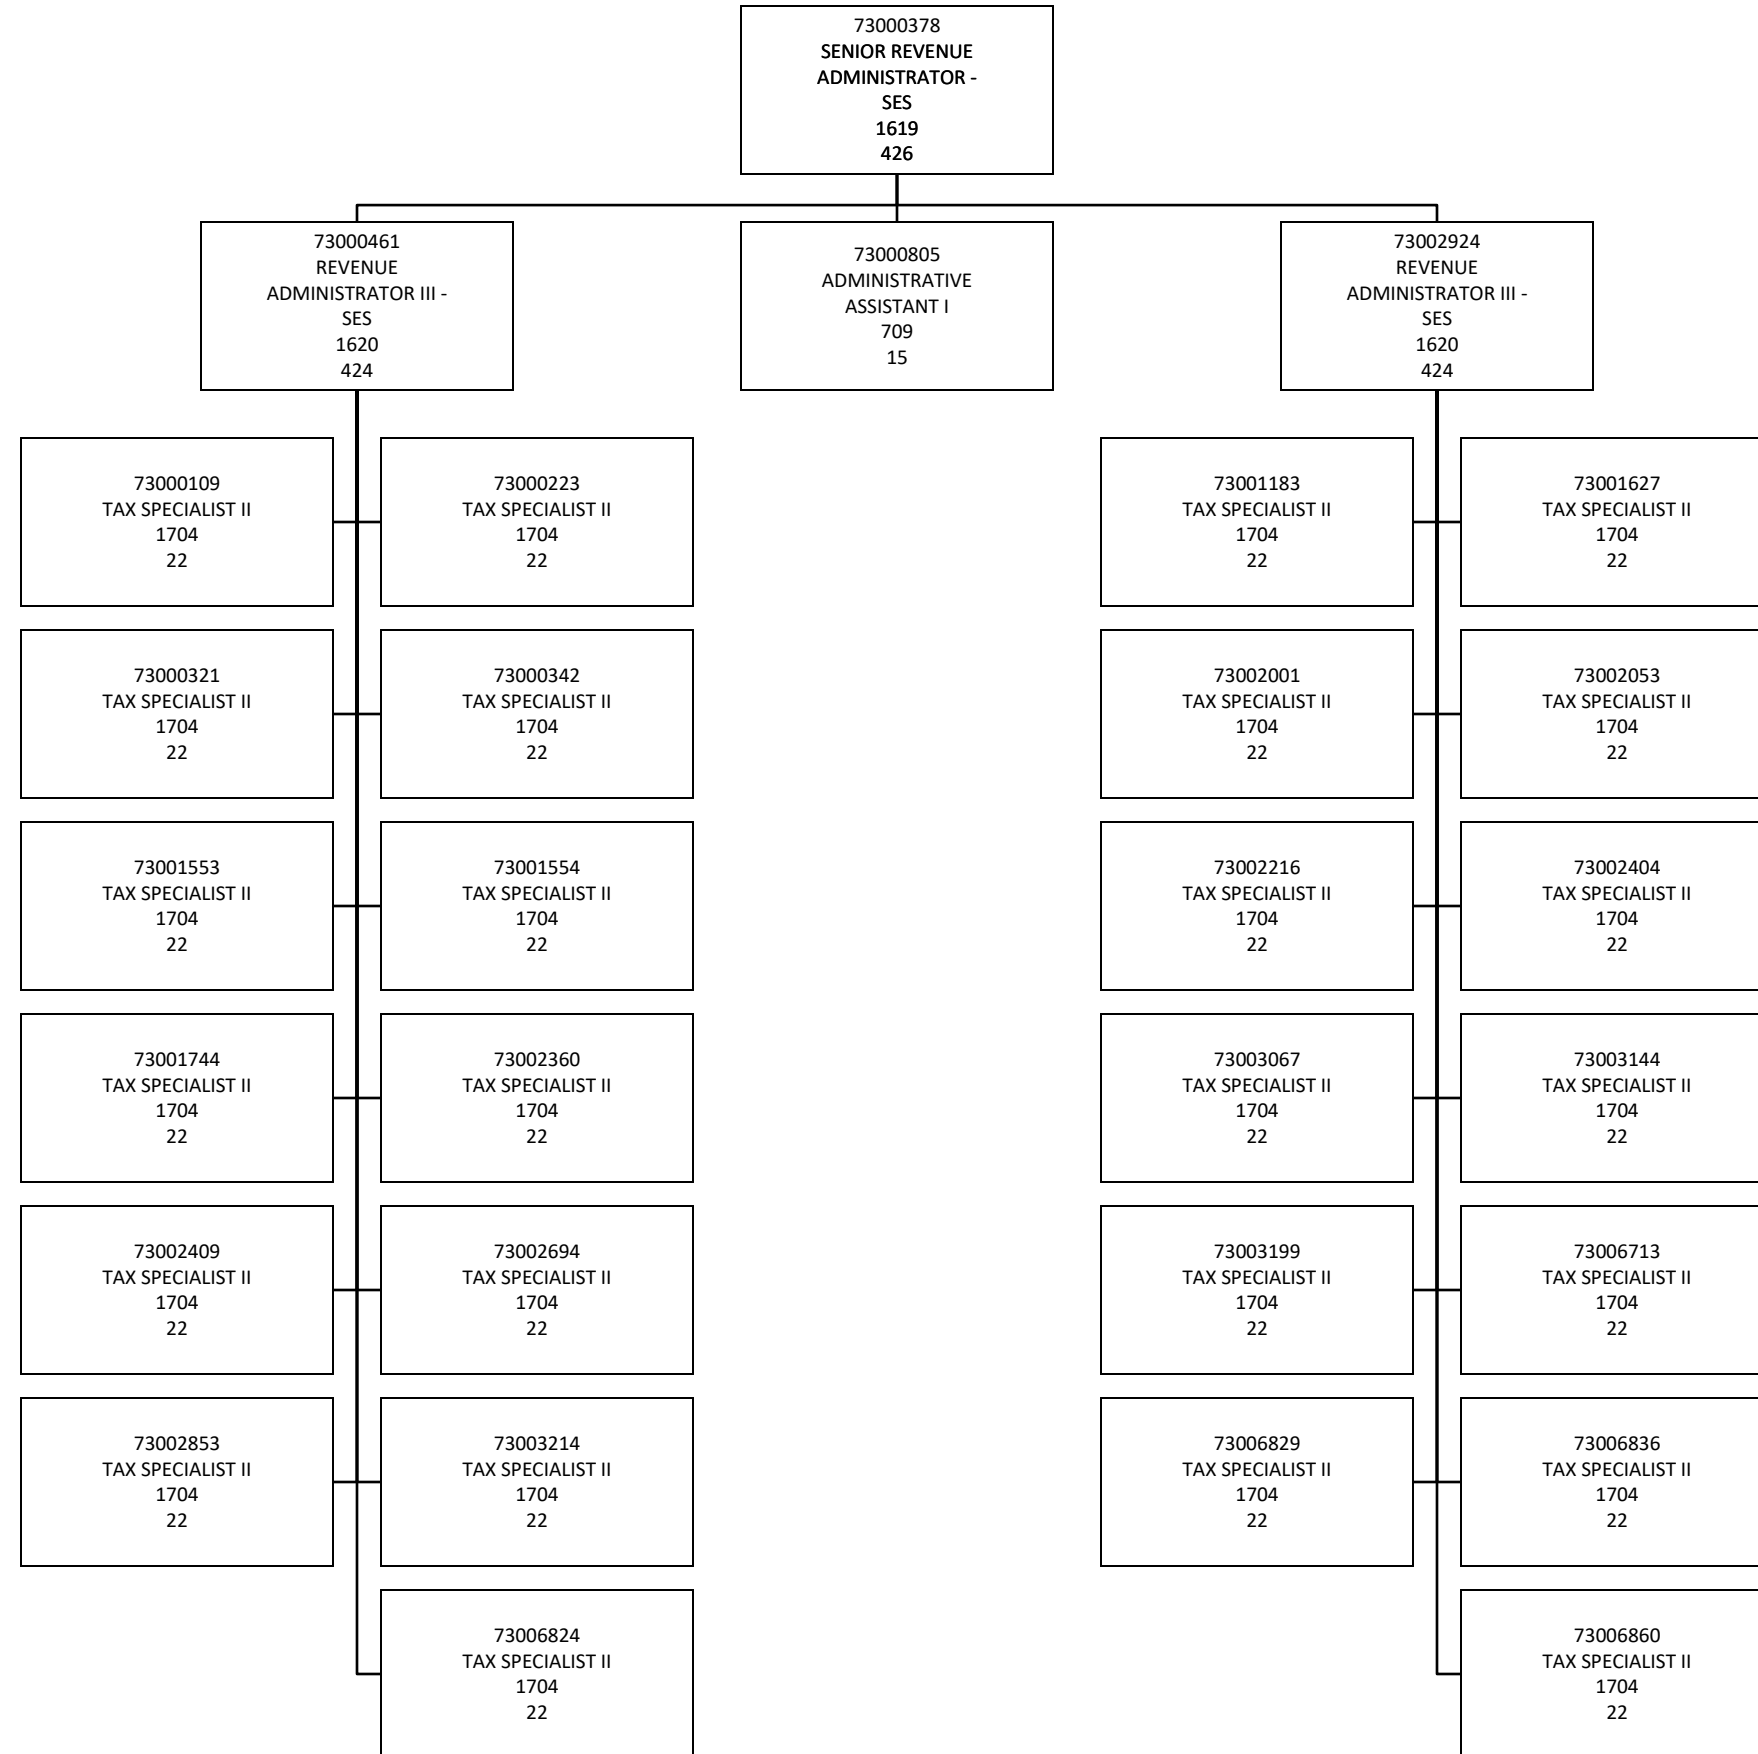 73000378
SENIOR REVENUE
ADMINISTRATOR -
SES
1619
426
73000461
REVENUE
ADMINISTRATOR III -
SES
1620
424
73000805
ADMINISTRATIVE
ASSISTANT I
709
15
73002924
REVENUE
ADMINISTRATOR III -
SES
1620
424
73000109
TAX SPECIALIST II
1704
22
73000223
TAX SPECIALIST II
1704
22
73001183
TAX SPECIALIST II
1704
22
73001627
TAX SPECIALIST II
1704
22
73000321
TAX SPECIALIST II
1704
22
73000342
TAX SPECIALIST II
1704
22
73002001
TAX SPECIALIST II
1704
22
73002053
TAX SPECIALIST II
1704
22
73001553
TAX SPECIALIST II
1704
22
73001554
TAX SPECIALIST II
1704
22
73002216
TAX SPECIALIST II
1704
22
73002404
TAX SPECIALIST II
1704
22
73001744
TAX SPECIALIST II
1704
22
73002360
TAX SPECIALIST II
1704
22
73003067
TAX SPECIALIST II
1704
22
73003144
TAX SPECIALIST II
1704
22
73002409
TAX SPECIALIST II
1704
22
73002694
TAX SPECIALIST II
1704
22
73003199
TAX SPECIALIST II
1704
22
73006713
TAX SPECIALIST II
1704
22
73002853
TAX SPECIALIST II
1704
22
73003214
TAX SPECIALIST II
1704
22
73006829
TAX SPECIALIST II
1704
22
73006836
TAX SPECIALIST II
1704
22
73006824
TAX SPECIALIST II
1704
22
73006860
TAX SPECIALIST II
1704
22